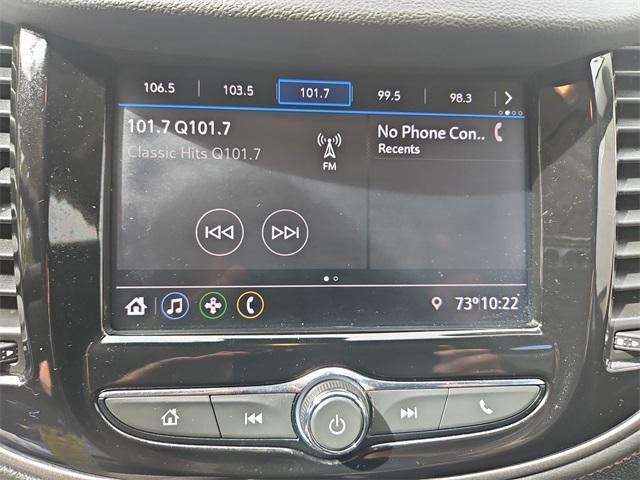 106.5 103.5 101.7 99.5 98.3
101.7 Q101.7
Classic Hits Q101.7
FM
No Phone Con..
Recents
73° 10:22